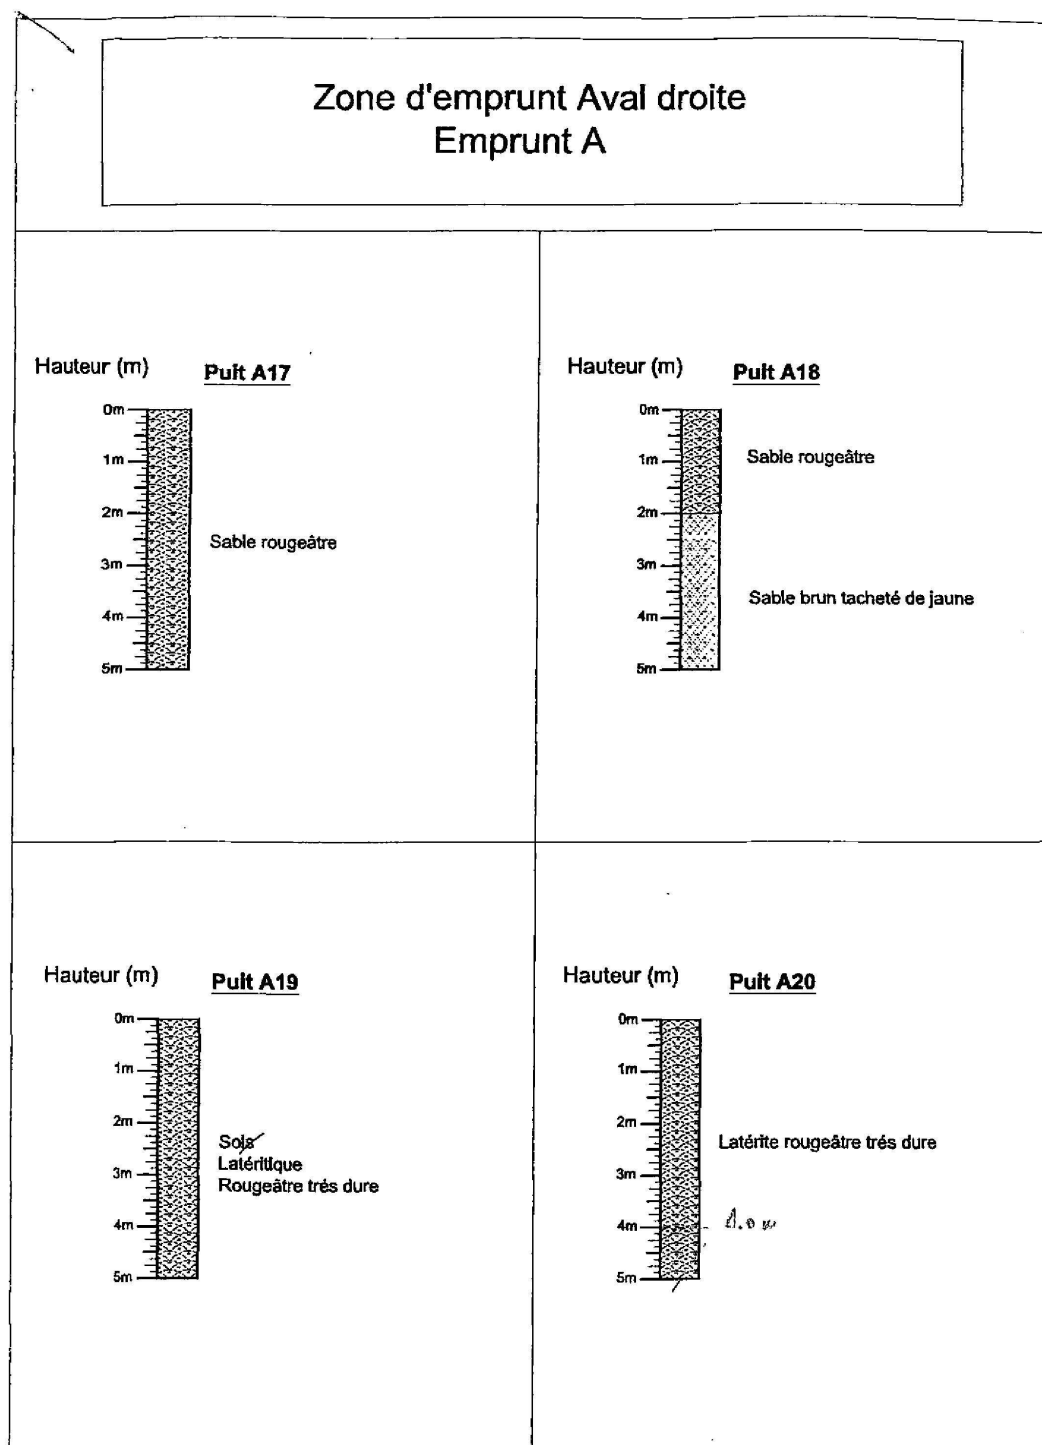 Zone d'emprunt Aval droite
Emprunt A
Hauteur (m)
Puit A17
0m
1m
2m
3m
4m
5m
Sable rougeâtre
Hauteur (m)
Puit A18
0m
1m
2m
3m
4m
5m
Sable rougeâtre
Sable brun tacheté de jaune
Hauteur (m)
Puit A19
0m
1m
2m
3m
4m
5m
Sols
Latéritique
Rougeâtre trés dure
Hauteur (m)
Puit A20
0m
1m
2m
3m
4m
5m
Latérite rougeâtre trés dure